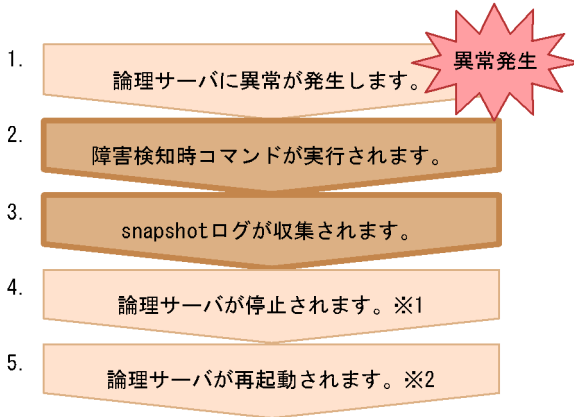 異常発生
1. 論理サーバに異常が発生します。
2. 障害検知時コマンドが実行されます。
3. snapshotログが収集されます。
4. 論理サーバが停止されます。※1
5. 論理サーバが再起動されます。※2